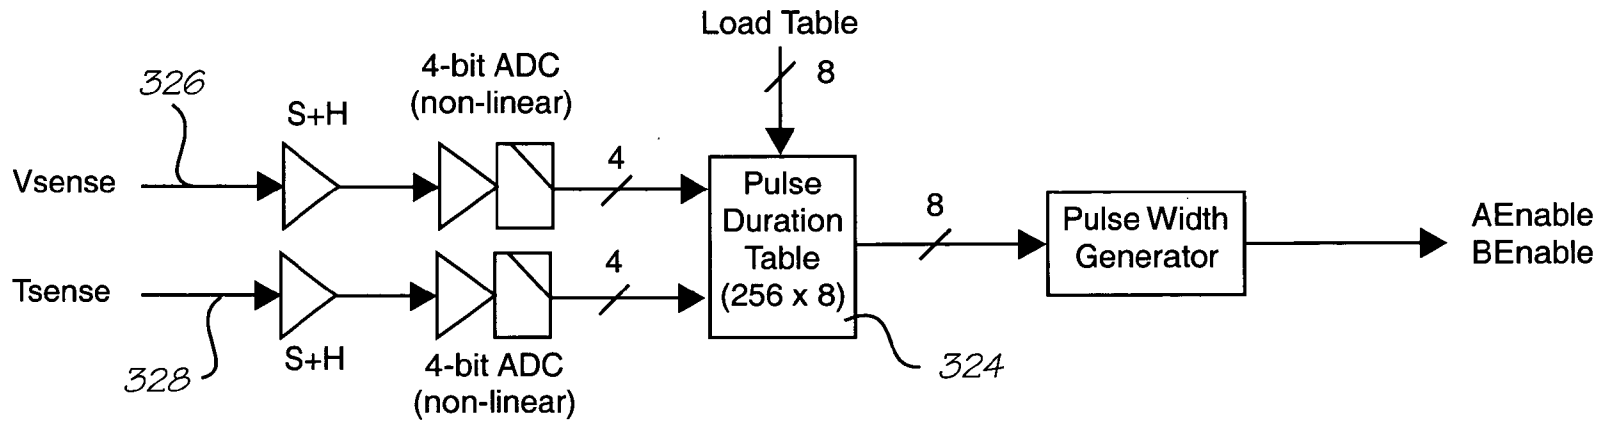 Load Table
8
326
S+H
4-bit ADC
(non-linear)
Vsense
4
Pulse
Duration
Table
(256 x 8)
8
Pulse Width
Generator
AEnable
BEnable
Tsense
4
328
S+H
4-bit ADC
(non-linear)
324